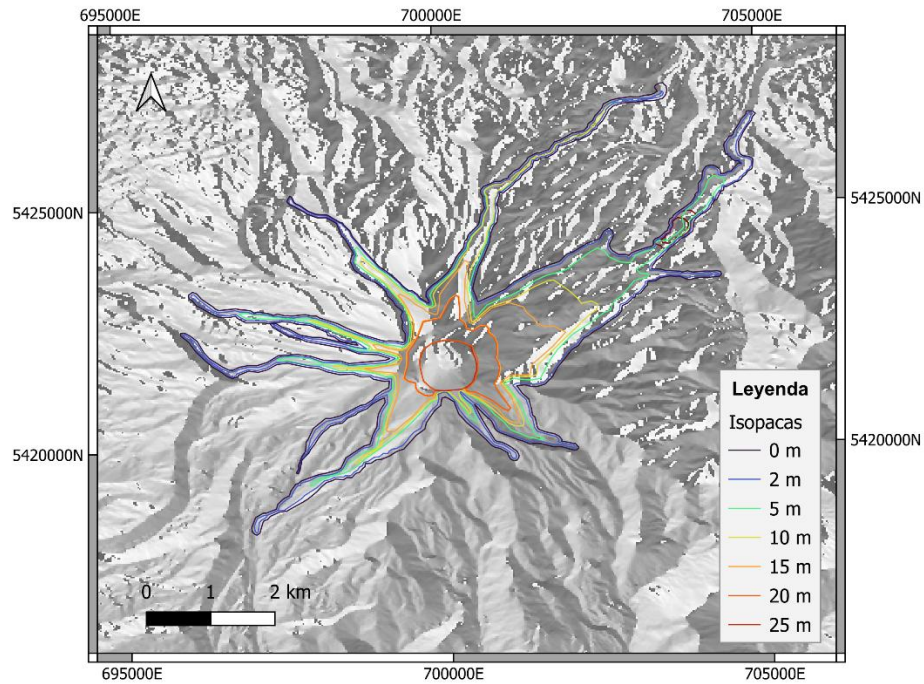 695000E 700000E 705000E
5425000N 5425000N
5420000N 5420000N
Leyenda
Isopacas
0 m
2 m
5 m
10 m
15 m
20 m
25 m
0 1 2 km
695000E 700000E 705000E